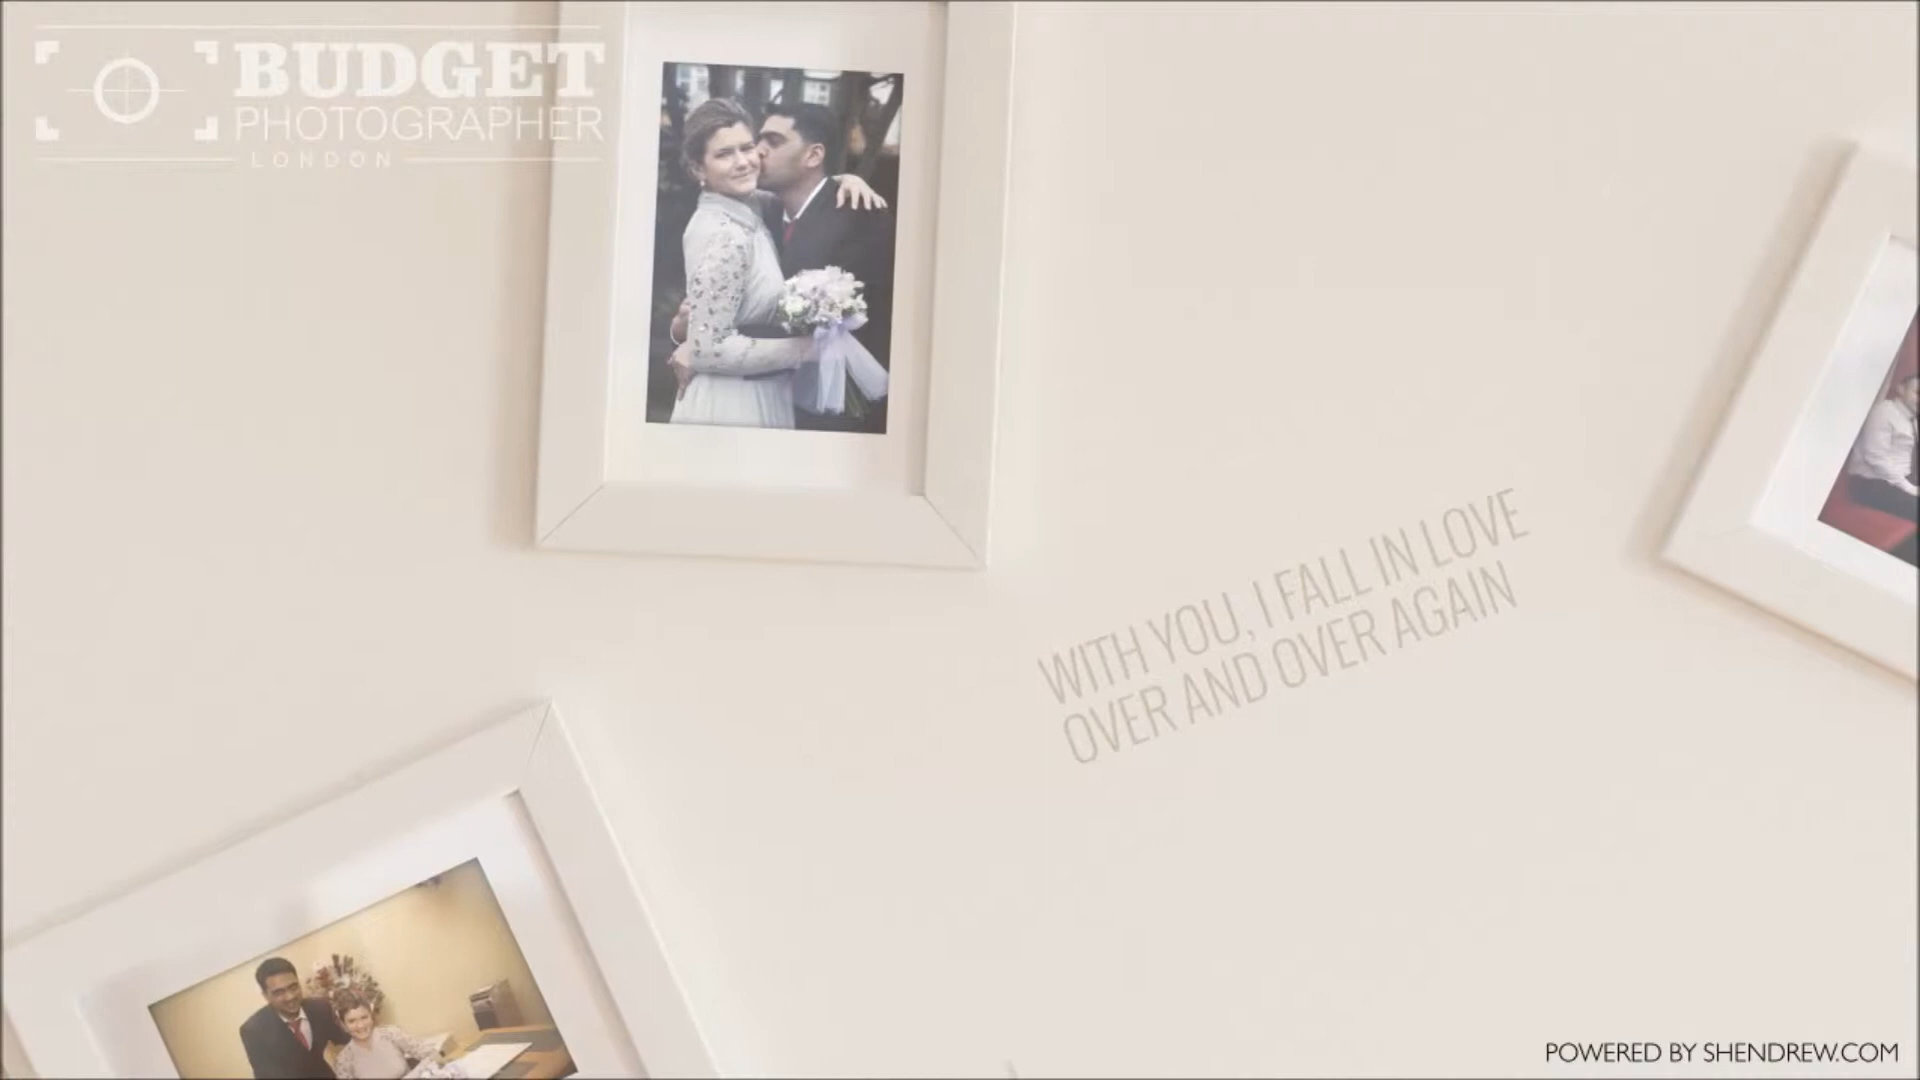 BUDGET
PHOTOGRAPHER
LONDON
WITH YOU, I FALL IN LOVE
OVER AND OVER AGAIN
POWERED BY SHENDREW.COM